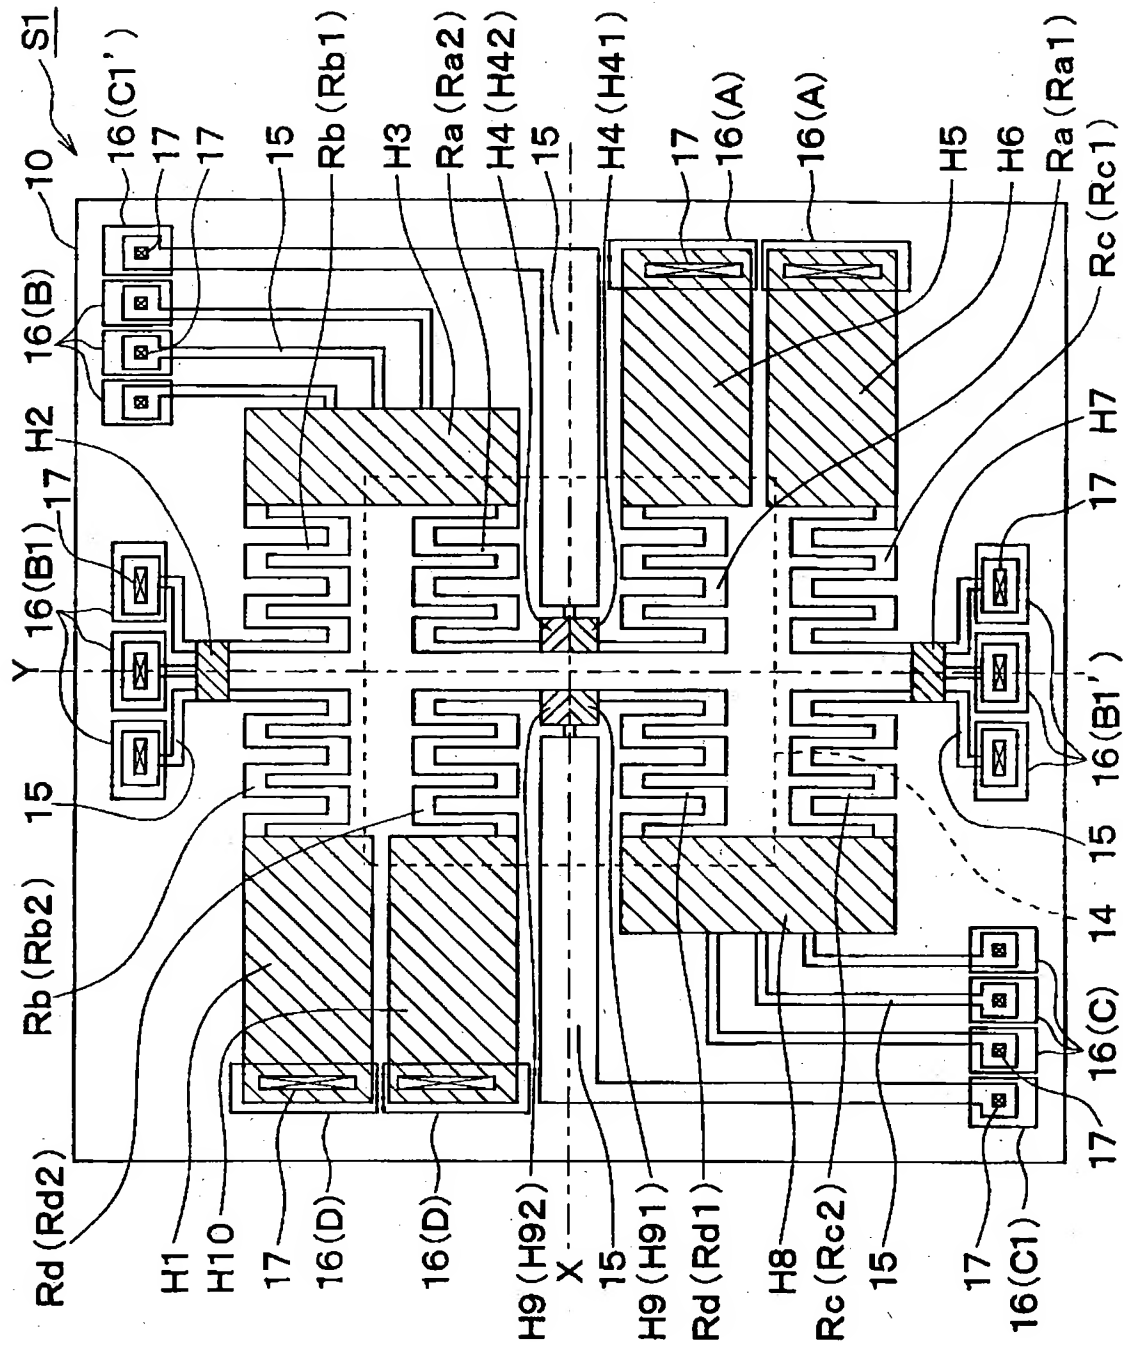 S1
10
16(C1')
17
17
15
Rb(Rb1)
H3
Ra(Ra2)
H4(H42)
15
H4(H41)
17
16(A)
16(A)
H5
H6
Ra(Ra1)
Rc(Rc1)
16(B)
H2
17
16(B1)
Y
15
Rb(Rb2)
Rd(Rd2)
H1
H10
17
16(D)
16(D)
H9(H92)
X
15
H9(H91)
Rd(Rd1)
H8
Rc(Rc2)
15
17
16(C1)
17
16(C)
14
15
16(B1')
17
H7